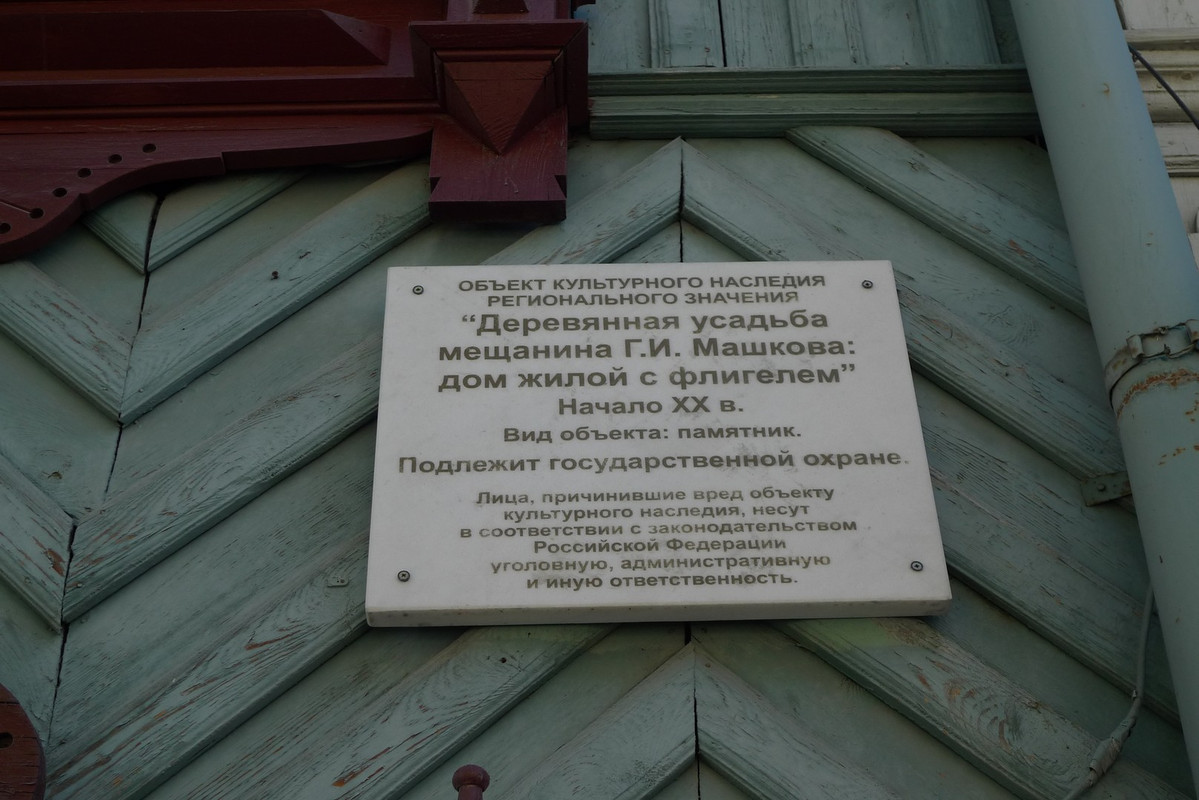 ОБЪЕКТ КУЛЬТУРНОГО НАСЛЕДИЯ
РЕГИОНАЛЬНОГО ЗНАЧЕНИЯ
“Деревянная усадьба
мещанина Г.И. Машкова:
дом жилой с флигелем”
Начало XX в.
Вид объекта: памятник.
Подлежит государственной охране.
Лица, причинившие вред объекту
культурного наследия, несут
в соответствии с законодательством
Российской Федерации
уголовную, административную
и иную ответственность.